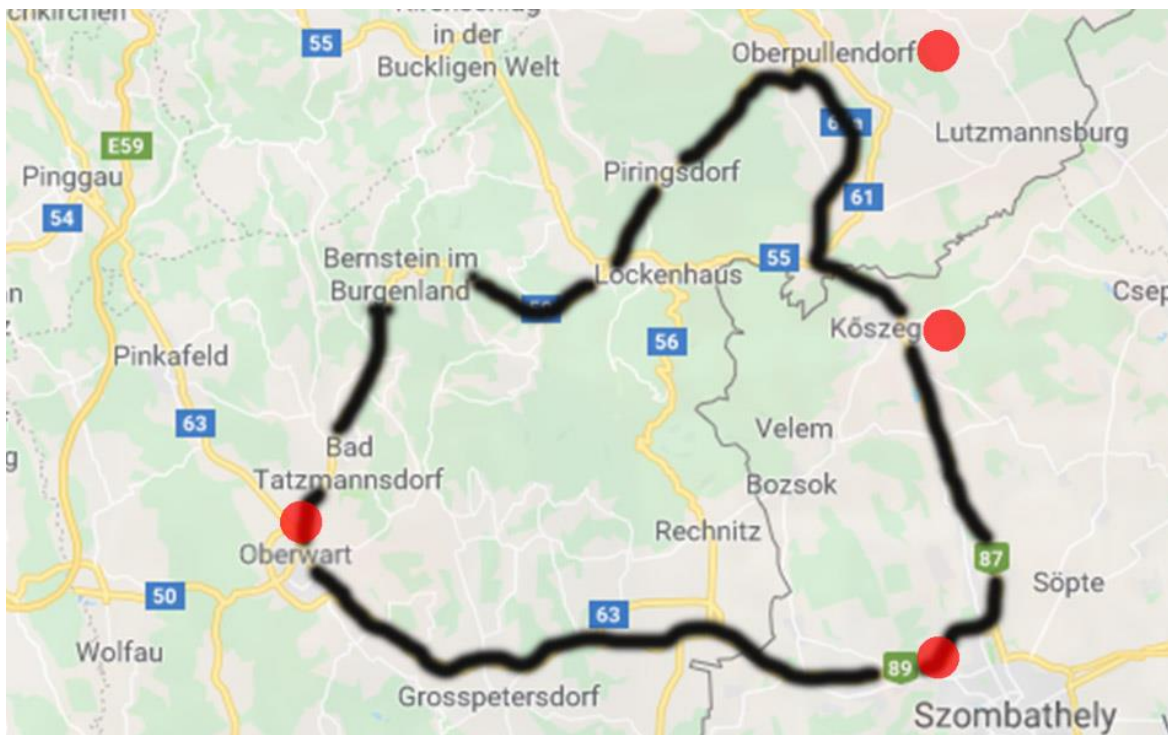 55
in der
Buckligen Welt
Oberpullendorf
E59
Lutzmannsburg
Pinggau
Piringsdorf
54
61
Bernstein im
Burgenland
55
Lockenhaus
Csep
Kőszeg
56
Pinkafeld
63
Velem
Bad
Tatzmannsdorf
Bozsok
Rechnitz
Oberwart
87
Söpte
50
63
Wolfau
89
Grosspetersdorf
Szombathely